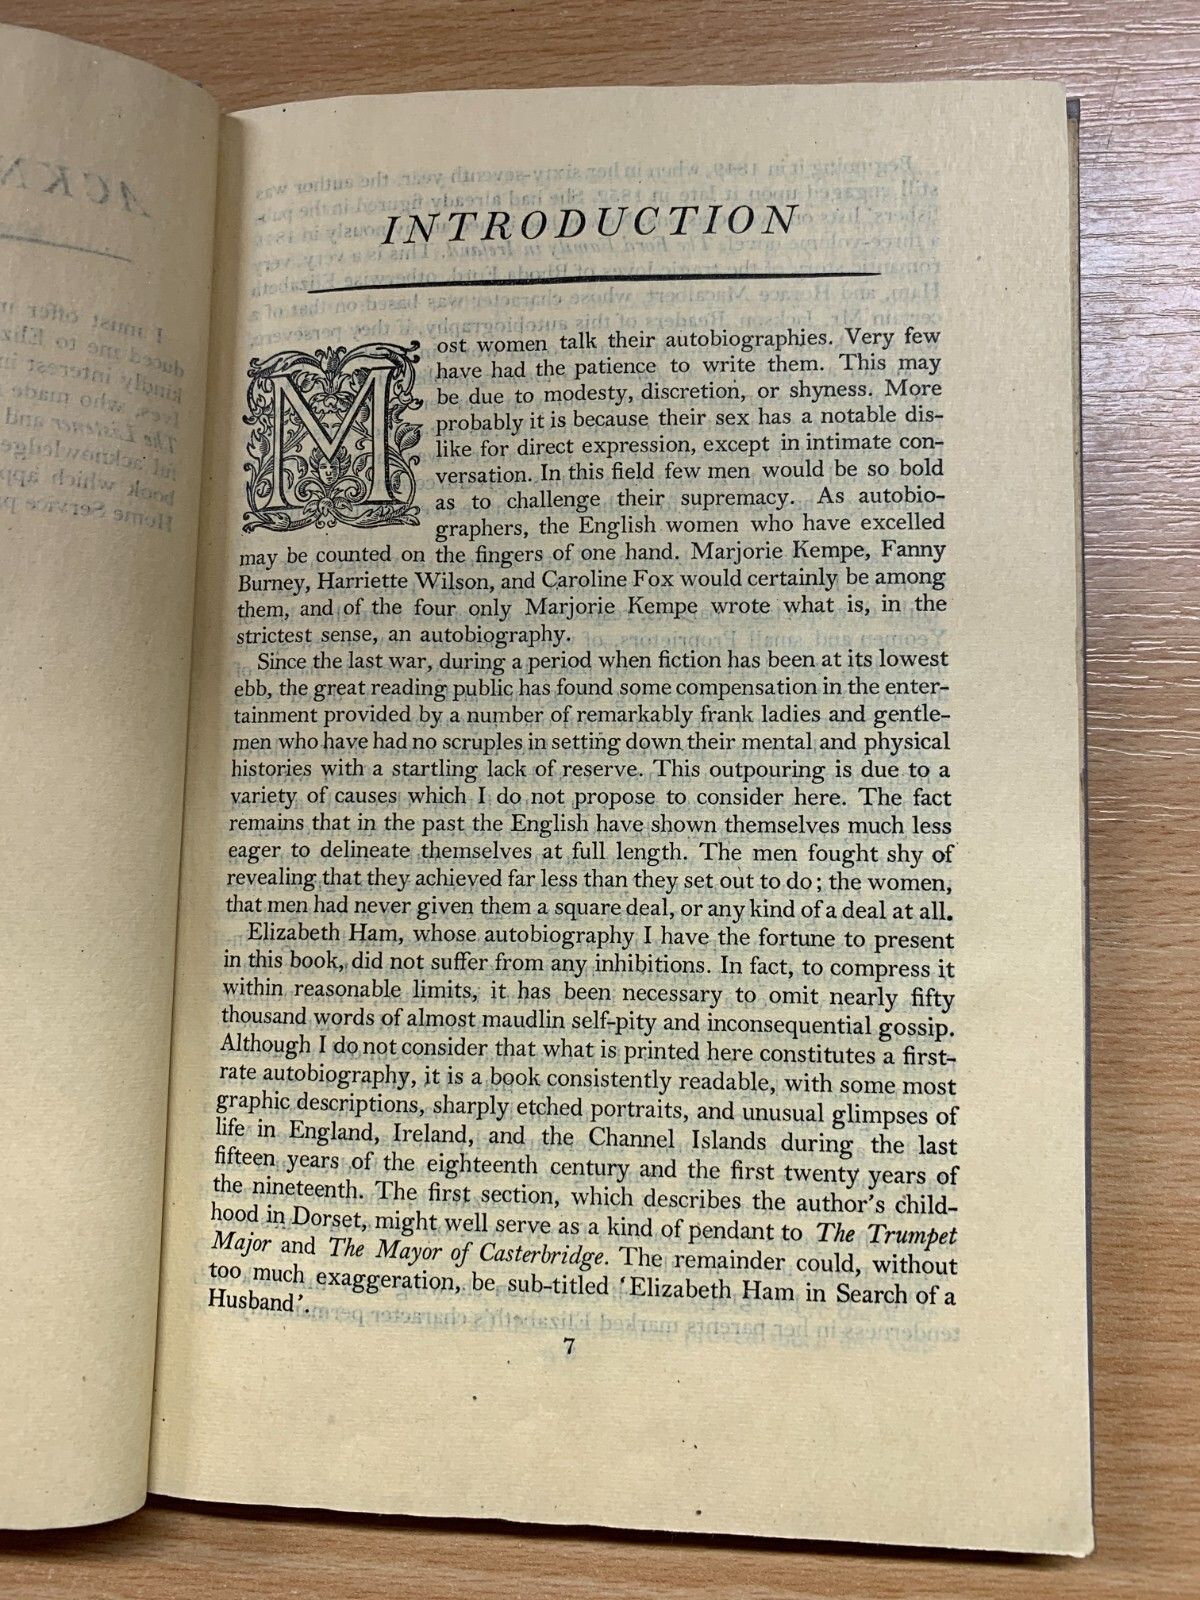 INTRODUCTION
Most women talk their autobiographies. Very few
have had the patience to write them. This may
be due to modesty, discretion, or shyness. More
probably it is because their sex has a notable dis-
like for direct expression, except in intimate con-
versation. In this field few men would be so bold
as to challenge their supremacy. As autobio-
graphers, the English women who have excelled
may be counted on the fingers of one hand. Marjorie Kempe, Fanny
Burney, Harriette Wilson, and Caroline Fox would certainly be among
them, and of the four only Marjorie Kempe wrote what is, in the
strictest sense, an autobiography.
Since the last war, during a period when fiction has been at its lowest
ebb, the great reading public has found some compensation in the enter-
tainment provided by a number of remarkably frank ladies and gentle-
men who have had no scruples in setting down their mental and physical
histories with a startling lack of reserve. This outpouring is due to a
variety of causes which I do not propose to consider here. The fact
remains that in the past the English have shown themselves much less
eager to delineate themselves at full length. The men fought shy of
revealing that they achieved far less than they set out to do; the women,
that men had never given them a square deal, or any kind of a deal at all.
Elizabeth Ham, whose autobiography I have the fortune to present
in this book, did not suffer from any inhibitions. In fact, to compress it
within reasonable limits, it has been necessary to omit nearly fifty
thousand words of almost maudlin self-pity and inconsequential gossip.
Although I do not consider that what is printed here constitutes a first-
rate autobiography, it is a book consistently readable, with some most
graphic descriptions, sharply etched portraits, and unusual glimpses of
life in England, Ireland, and the Channel Islands during the last
fifteen years of the eighteenth century and the first twenty years of
the nineteenth. The first section, which describes the author's child-
hood in Dorset, might well serve as a kind of pendant to The Trumpet
Major and The Mayor of Casterbridge. The remainder could, without
too much exaggeration, be sub-titled 'Elizabeth Ham in Search of a
Husband'.
7